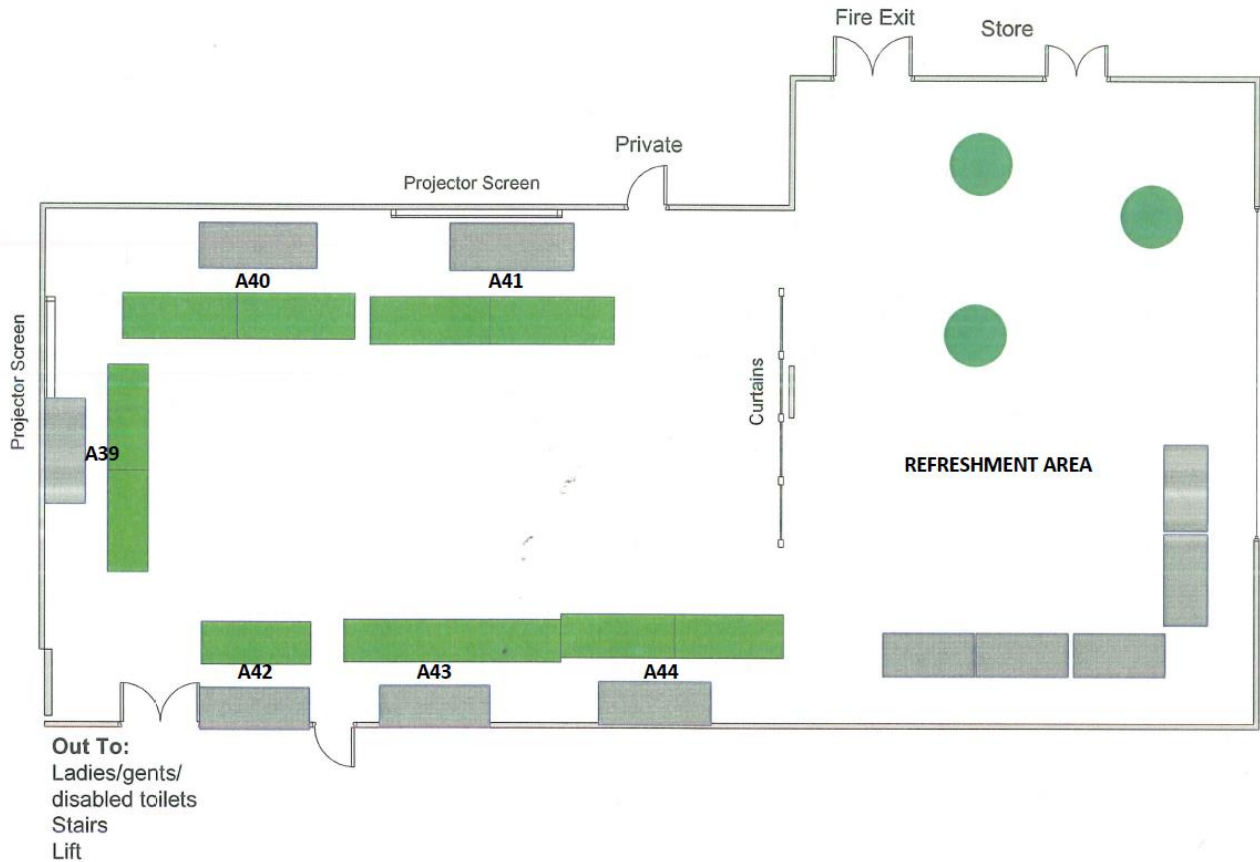 Fire Exit
Store
Private
Projector Screen
A40
A41
Projector Screen
Curtains
A39
REFRESHMENT AREA
A42
A43
A44
Out To:
Ladies/gents/
disabled toilets
Stairs
Lift